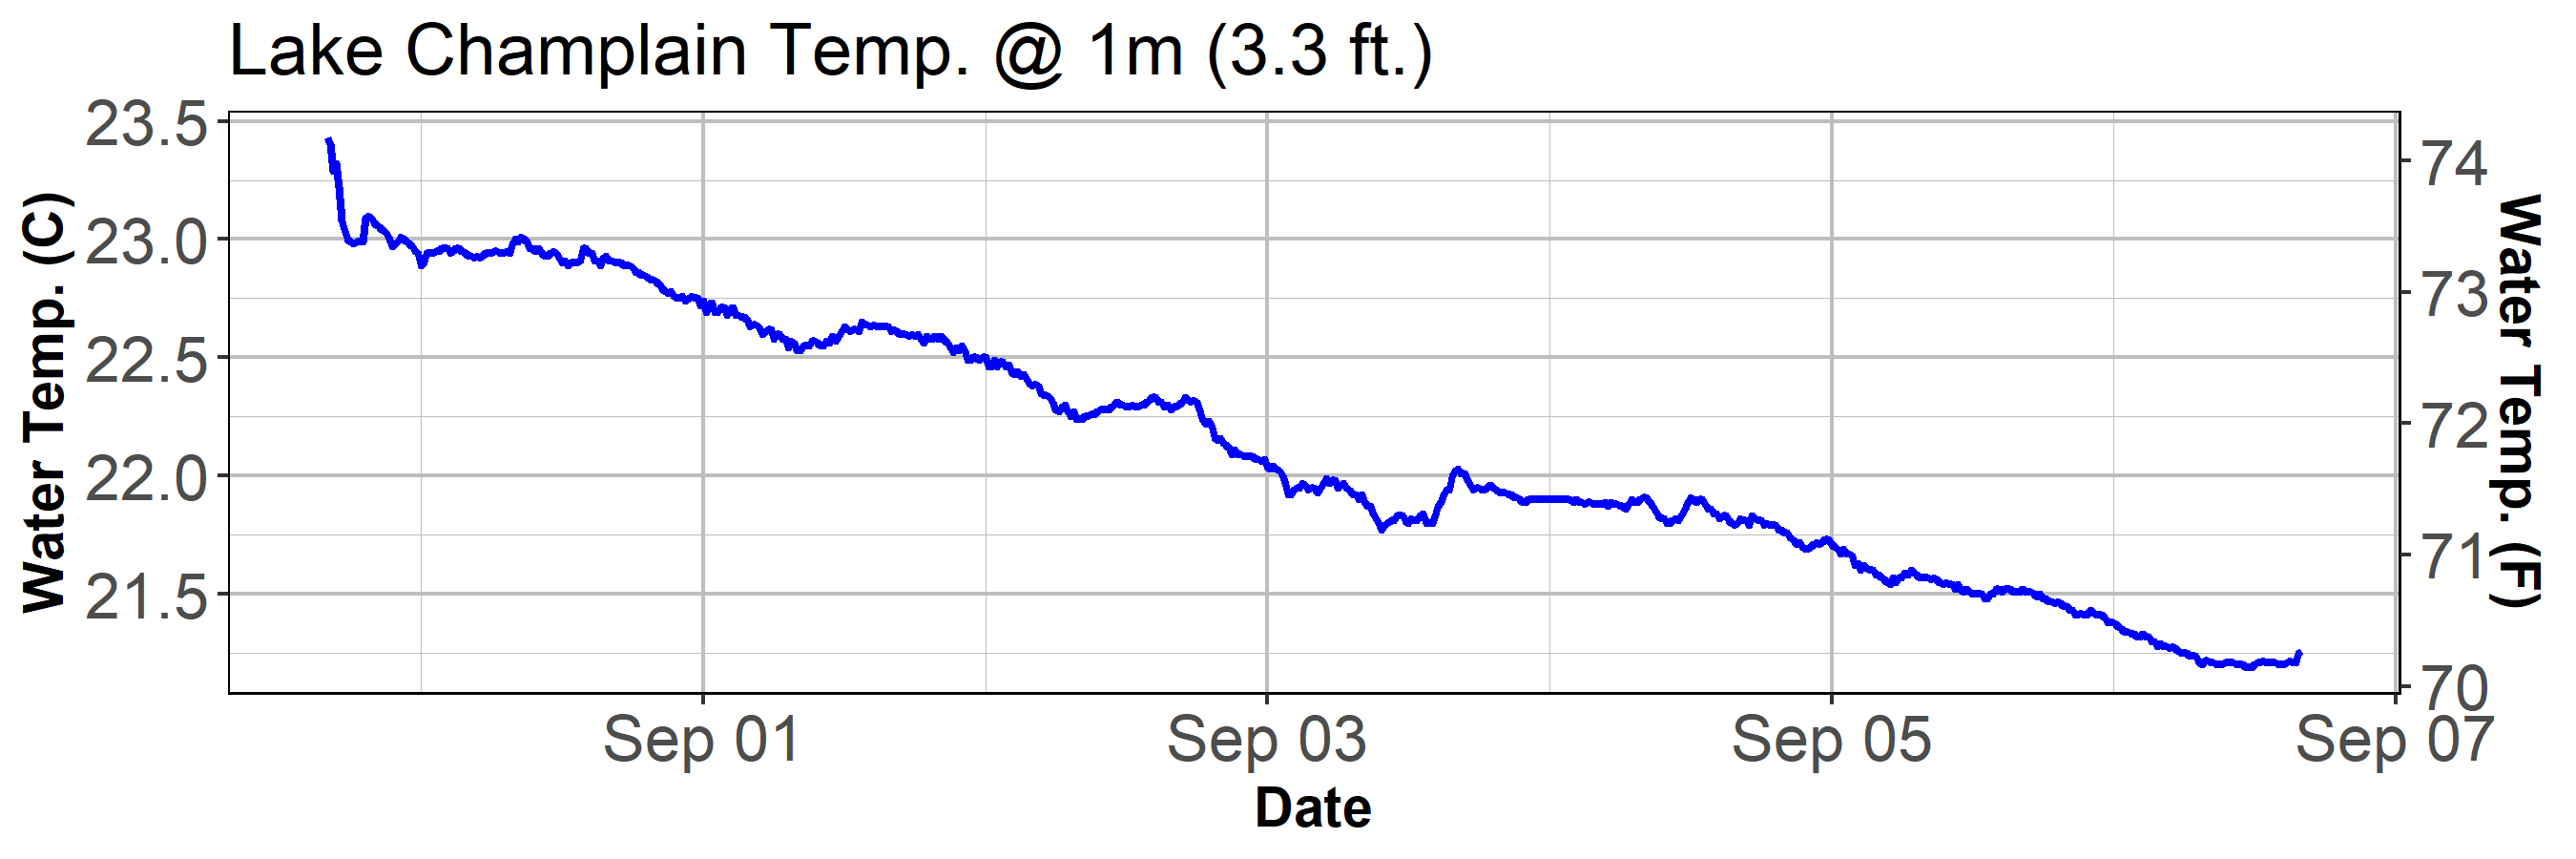 Lake Champlain Temp. @ 1m (3.3 ft.)
Water Temp. (C)
23.5
23.0
22.5
22.0
21.5
74
73
72
71
70
Water Temp. (F)
Sep 01 Sep 03 Sep 05 Sep 07
Date